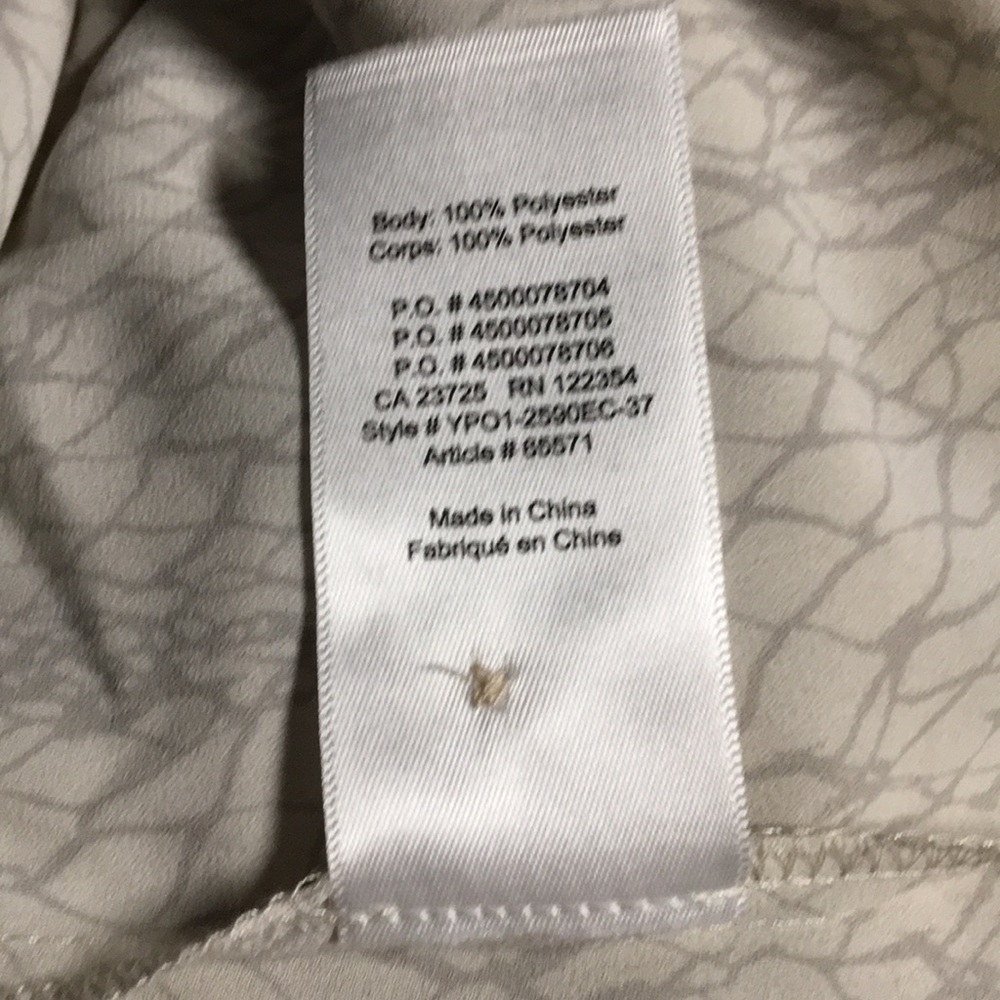 Body: 100% Polyester
Corps: 100% Polyester
P.O. # 4500078704
P.O. # 4500078705
P.O. # 4500078706
CA 23725 RN 122354
Style # YPO1-2590EC-37
Article #
Made in China
Fabriqué en Chine